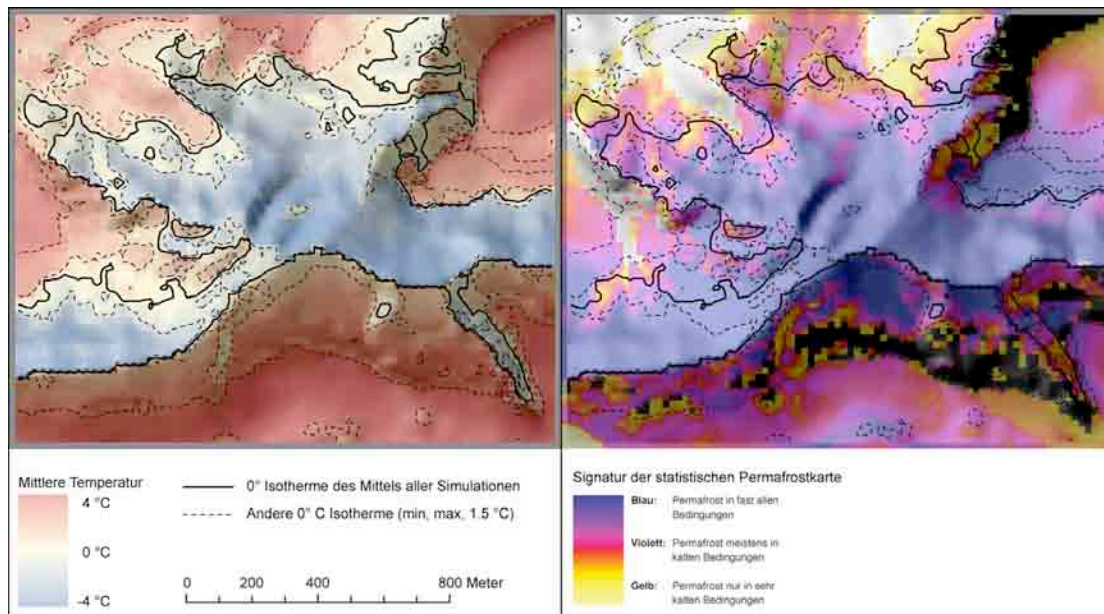 Mittlere Temperatur
4 °C
0 °C
-4 °C
0° Isotherme des Mittels aller Simulationen
Andere 0° C Isotherme (min, max, 1.5 °C)
0 200 400 800 Meter
Signatur der statistischen Permafrostkarte
Blau: Permafrost in fast allen
Bedingungen
Violett: Permafrost meistens in
kalten Bedingungen
Gelb: Permafrost nur in sehr
kalten Bedingungen